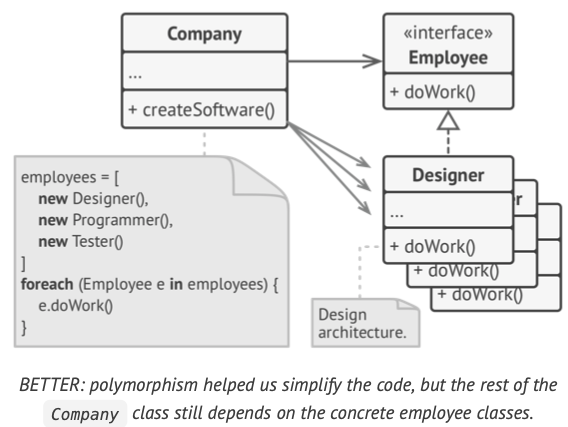 Company
...
+ createSoftware()
«interface»
Employee
+ doWork()
employees = [
new Designer(),
new Programmer(),
new Tester()
]
foreach (Employee e in employees) {
e.doWork()
}
Designer
...
+ doWork()
r
+ doWork()
+ doWork()
Design
architecture.
BETTER: polymorphism helped us simplify the code, but the rest of the
Company class still depends on the concrete employee classes.